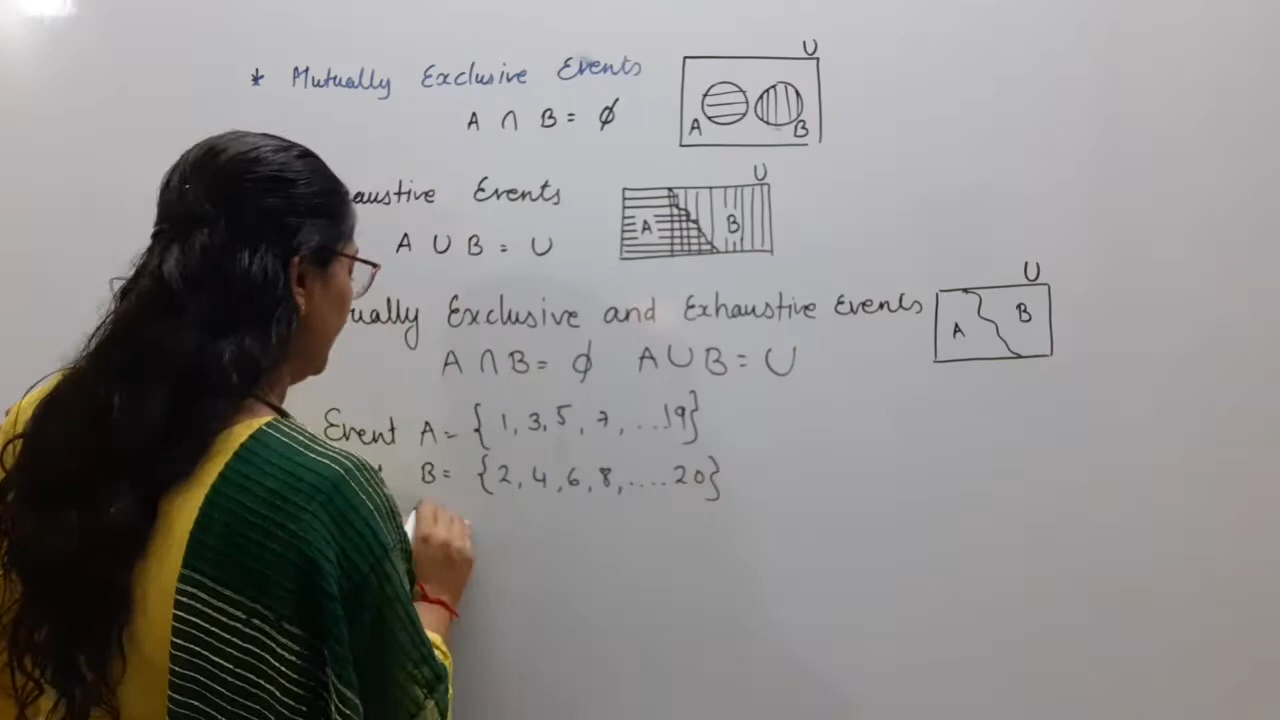 * Mutually Exclusive Events
U
A B
A ∩ B = ϕ
haustive Events
U
A B
A ∪ B = U
ually Exclusive and Exhaustive Events
U
A B
A ∩ B = ϕ A ∪ B = U
Event A = { 1, 3, 5, 7, ...19}
B = {2, 4, 6, 8, ....20}